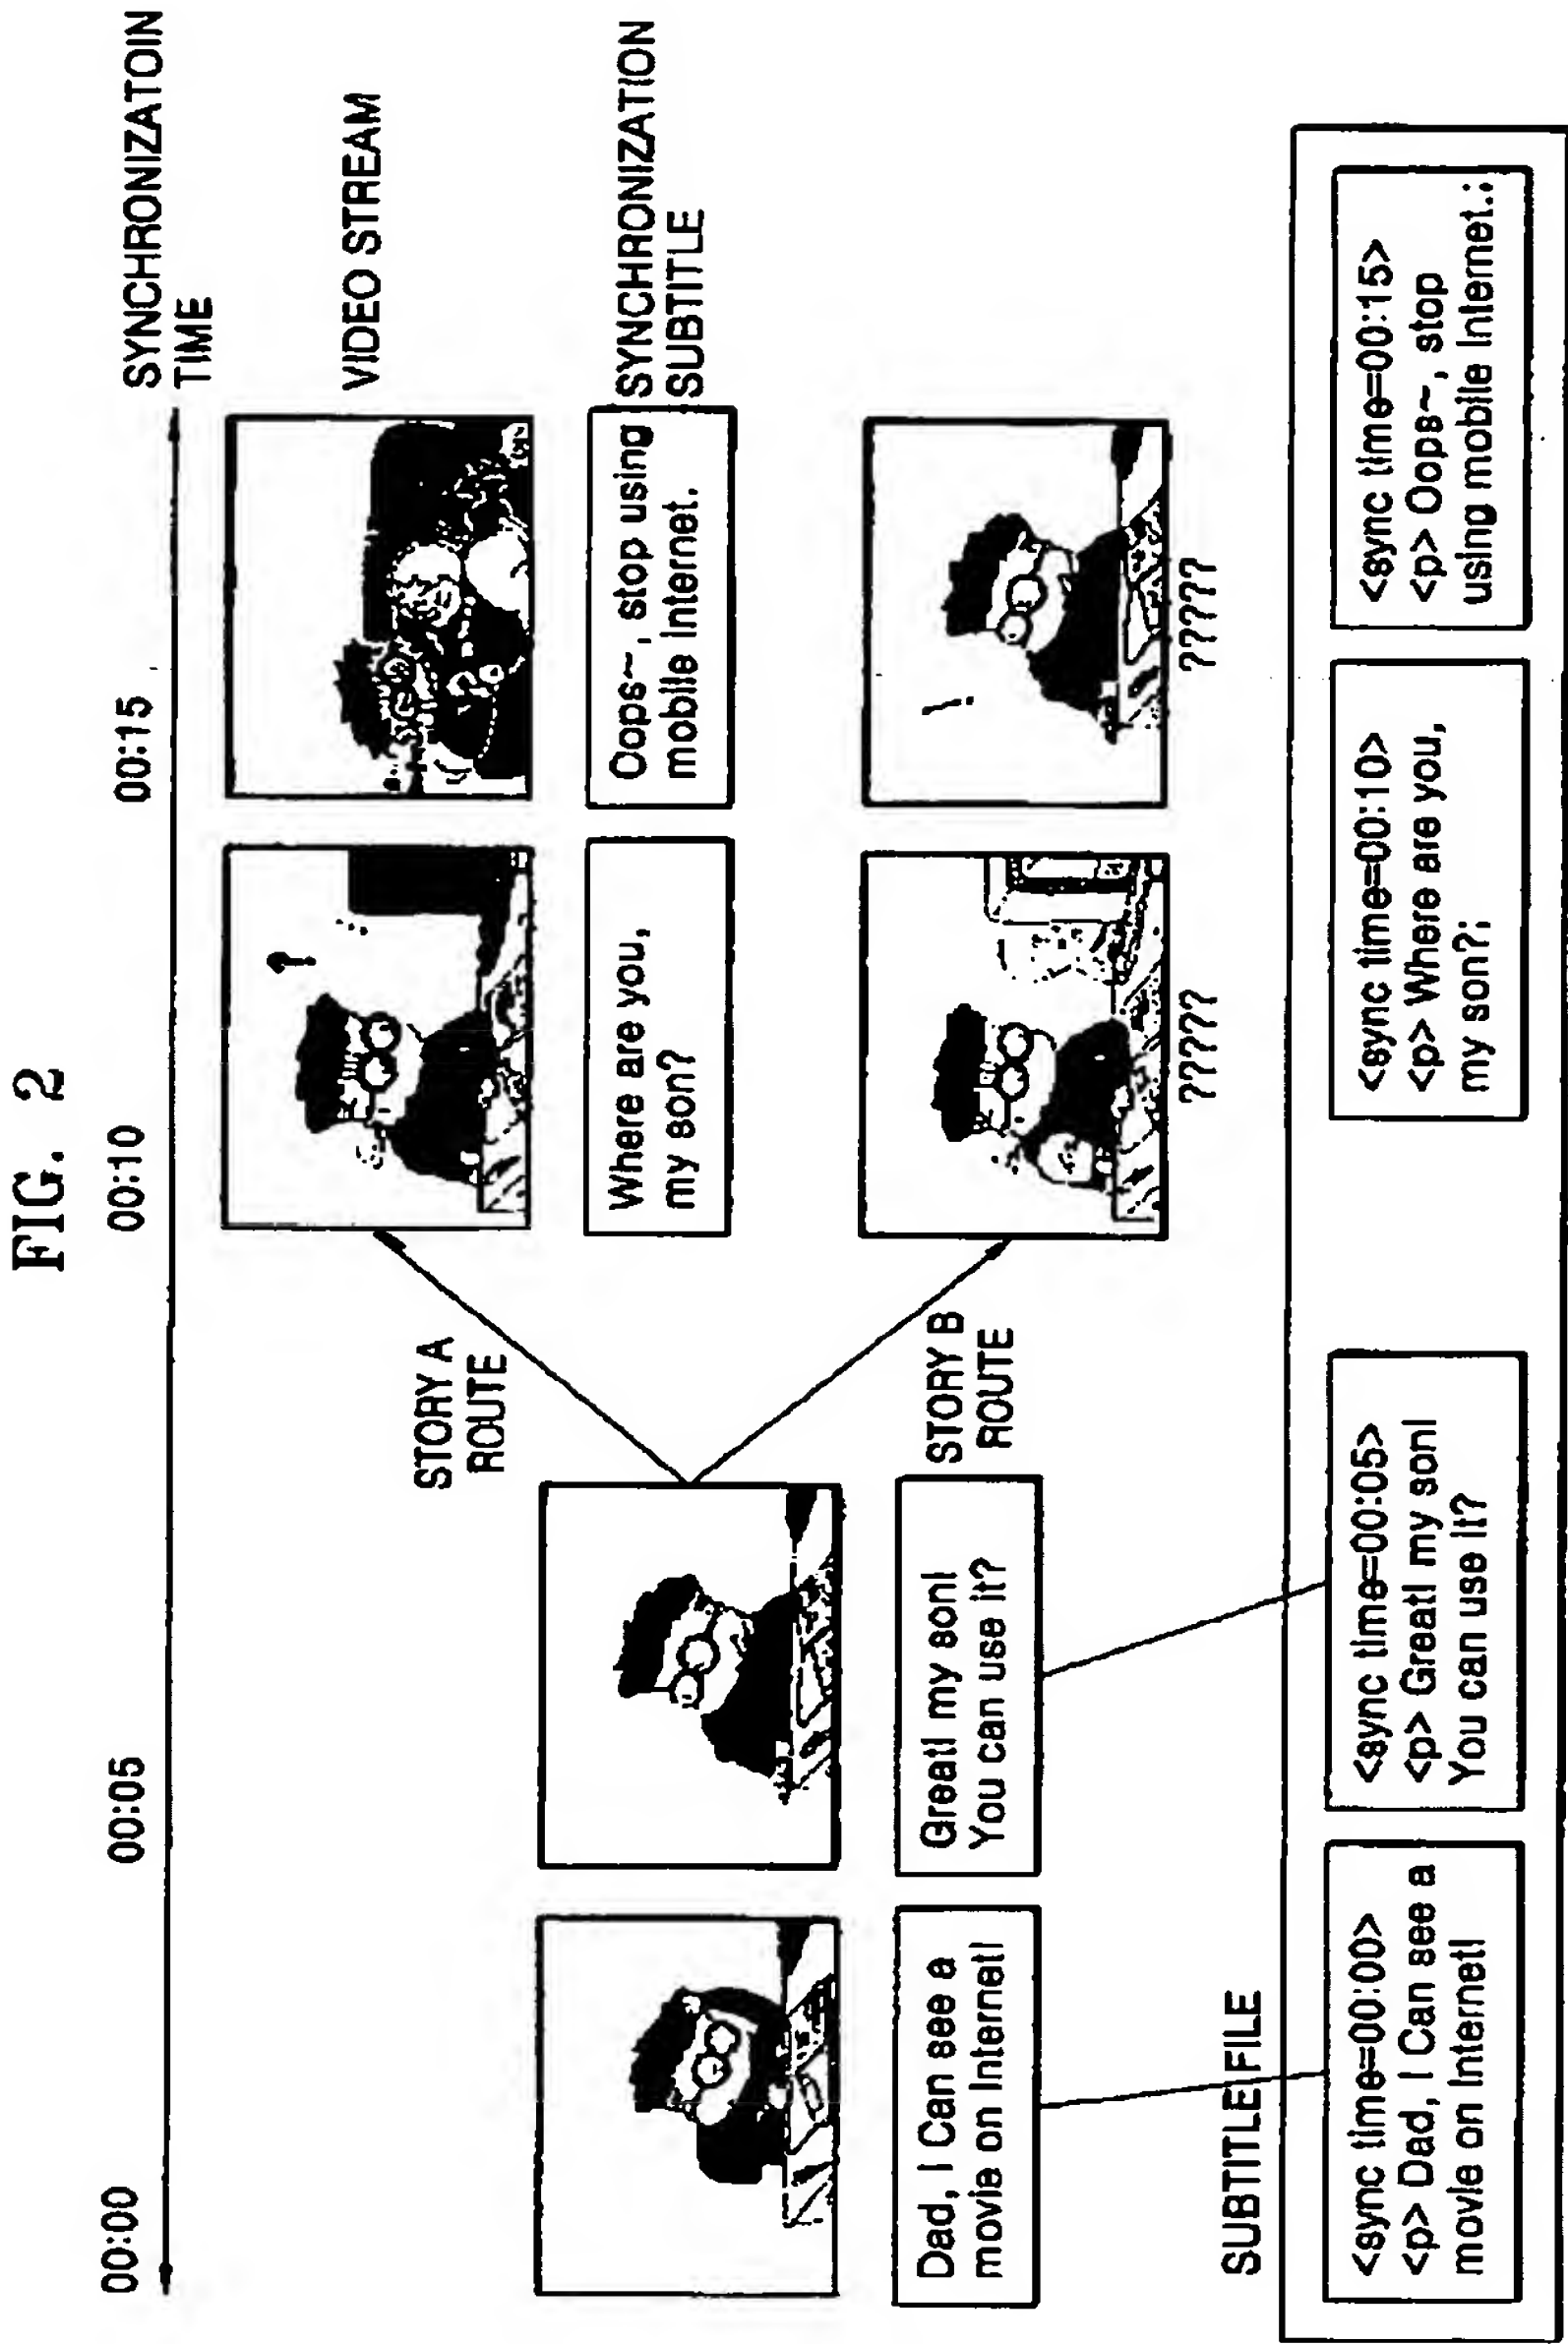 FIG. 2
00:00
00:05
00:10
00:15
SYNCHRONIZATOIN
TIME
VIDEO STREAM
STORY A
ROUTE
Where are you,
my son?
Oops~, stop using
mobile Internet.
SYNCHRONIZATION
SUBTITLE
Dad, I Can see a
movie on Internet!
Great! my son!
You can use it?
STORY B
ROUTE
??????
?????
SUBTITLE FILE
<sync time=00:00>
<p> Dad, I Can see a
movie on Internet!
<sync time=00:05>
<p> Great! my son!
You can use It?
<sync time=00:10>
<p> Where are you,
my son?;
<sync time=00:15>
<p> Oops~, stop
using mobile Internet.;